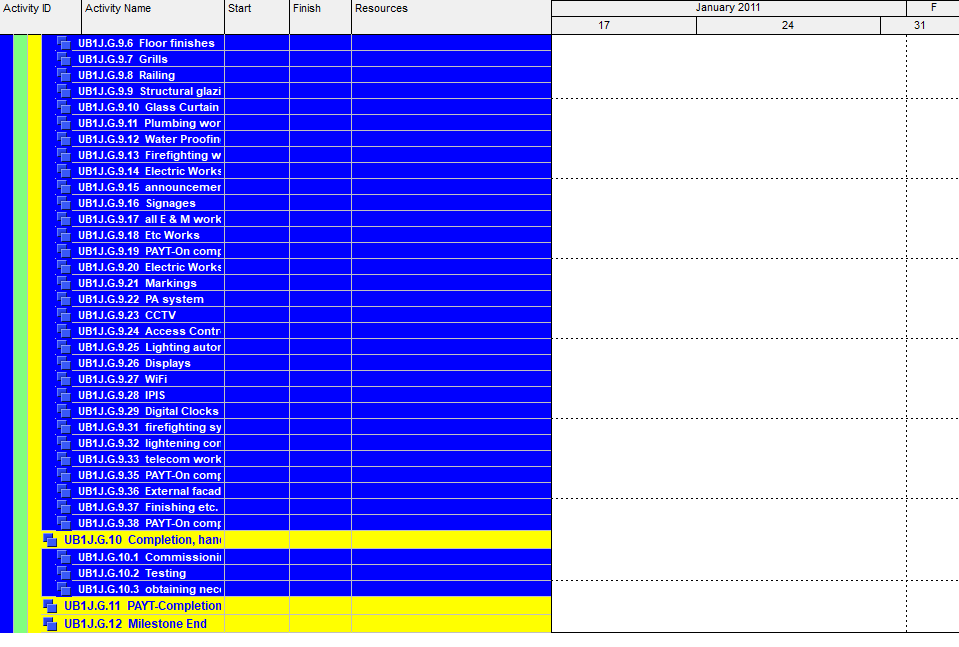 Activity ID Activity Name Start Finish Resources January 2011 F
17 24 31
UB1J.G.9.6 Floor finishes
UB1J.G.9.7 Grills
UB1J.G.9.8 Railing
UB1J.G.9.9 Structural glazi
UB1J.G.9.10 Glass Curtain
UB1J.G.9.11 Plumbing wor
UB1J.G.9.12 Water Proofin
UB1J.G.9.13 Firefighting w
UB1J.G.9.14 Electric Works
UB1J.G.9.15 announcemer
UB1J.G.9.16 Signages
UB1J.G.9.17 all E & M work
UB1J.G.9.18 Etc Works
UB1J.G.9.19 PAYT-On comp
UB1J.G.9.20 Electric Works
UB1J.G.9.21 Markings
UB1J.G.9.22 PA system
UB1J.G.9.23 CCTV
UB1J.G.9.24 Access Contr
UB1J.G.9.25 Lighting autor
UB1J.G.9.26 Displays
UB1J.G.9.27 WiFi
UB1J.G.9.28 IPIS
UB1J.G.9.29 Digital Clocks
UB1J.G.9.31 firefighting sy
UB1J.G.9.32 lightening con
UB1J.G.9.33 telecom work
UB1J.G.9.35 PAYT-On comp
UB1J.G.9.36 External facad
UB1J.G.9.37 Finishing etc.
UB1J.G.9.38 PAYT-On comp
UB1J.G.10 Completion, hand
UB1J.G.10.1 Commissionin
UB1J.G.10.2 Testing
UB1J.G.10.3 obtaining nece
UB1J.G.11 PAYT-Completion
UB1J.G.12 Milestone End